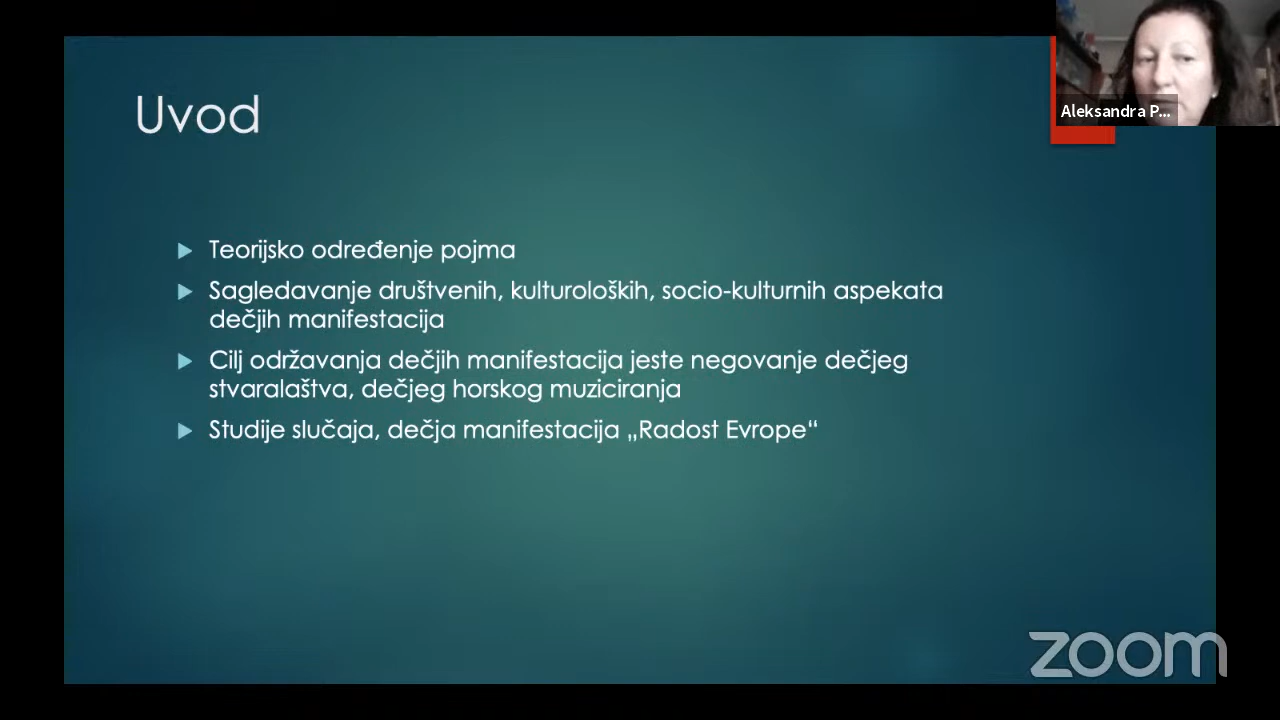 Uvod
Aleksandra P...
Teorijsko određenje pojma
Sagledavanje društvenih, kulturoloških, socio-kulturnih aspekata
dečjih manifestacija
Cilj održavanja dečjih manifestacija jeste negovanje dečjeg
stvaralaštva, dečjeg horskog muziciranja
Studije slučaja, dečja manifestacija „Radost Evrope“
zoom